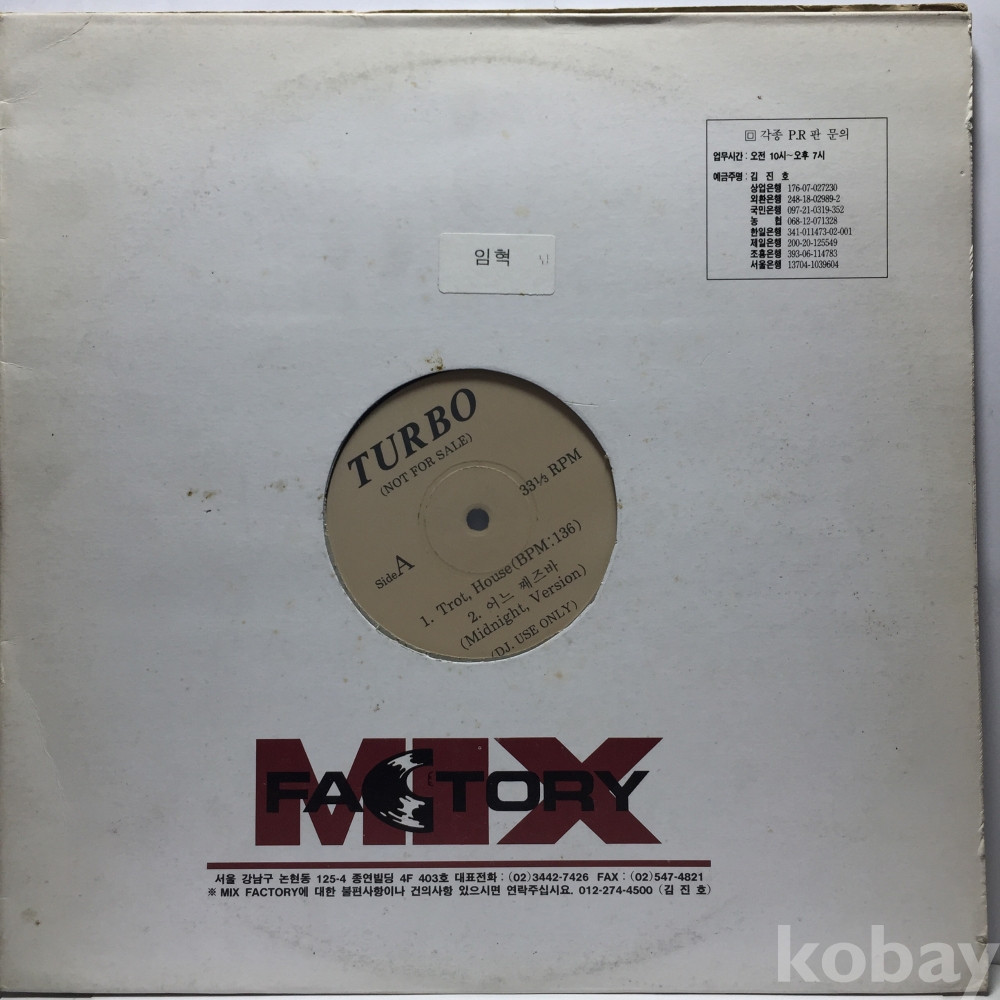 回 각종 P.R 판 문의
업무시간 : 오전 10시~오후 7시
예금주명 : 김 진 호
상업은행 176-07-027230
외환은행 248-18-02989-2
국민은행 097-21-0319-352
농 협 068-12-071328
한일은행 341-011473-02-001
제일은행 200-20-125549
조흥은행 393-06-114783
서울은행 13704-1039604
임혁
TURBO
(NOT FOR SALE)
33 1/3 RPM
Side A
1. Trot, House(BPM:136)
2. 어느 째즈바
(Midnight, Version)
(DJ. USE ONLY)
MIX
FACTORY
서울 강남구 논현동 125-4 종연빌딩 4F 403호 대표전화 : (02)3442-7426 FAX : (02)547-4821
※ MIX FACTORY에 대한 불편사항이나 건의사항 있으시면 연락주십시요. 012-274-4500 (김 진 호)
kobay